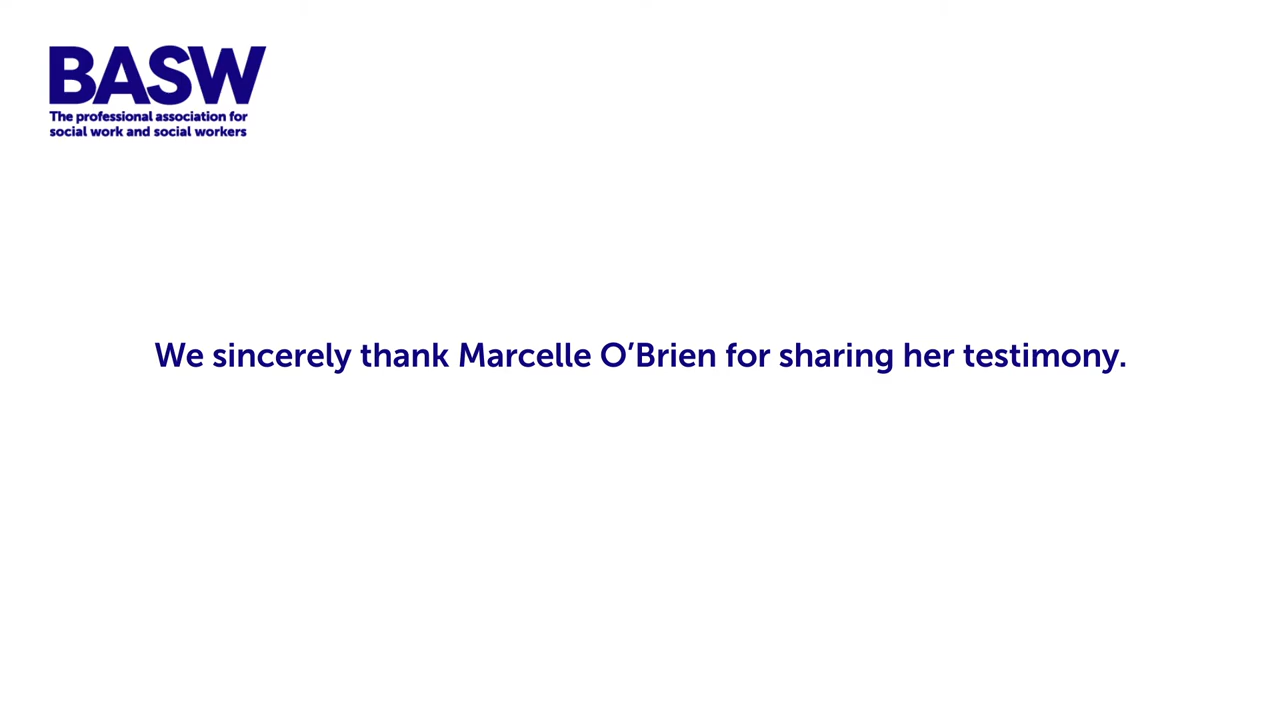 BASW
The professional association for
social work and social workers
We sincerely thank Marcelle O’Brien for sharing her testimony.